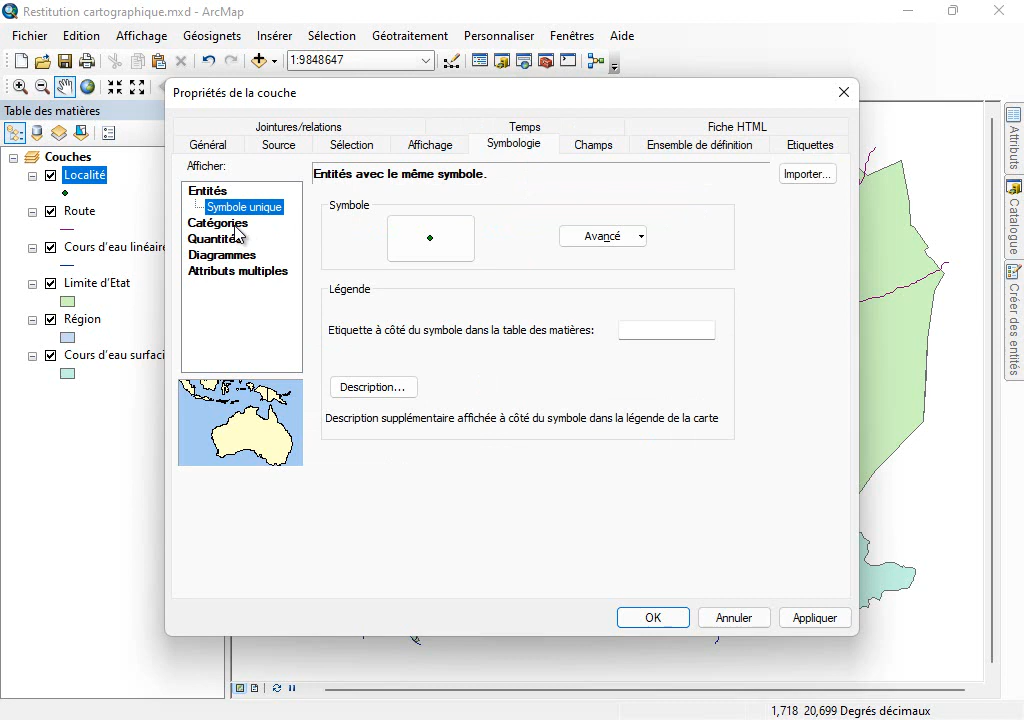 Restitution cartographique.mxd - ArcMap
Fichier Edition Affichage Géosignets Insérer Sélection Géotraitement Personnaliser Fenêtres Aide
1:9848647
Table des matières
Couches
Localité
Route
Cours d'eau linéaire
Limite d'Etat
Région
Cours d'eau surfaci
Propriétés de la couche
Jointures/relations Temps Fiche HTML
Général Source Sélection Affichage Symbologie Champs Ensemble de définition Etiquettes
Afficher:
Entités
Symbole unique
Catégories
Quantités
Diagrammes
Attributs multiples
Entités avec le même symbole.
Importer...
Symbole
Avancé
Légende
Etiquette à côté du symbole dans la table des matières:
Description...
Description supplémentaire affichée à côté du symbole dans la légende de la carte
OK Annuler Appliquer
Attributs
Catalogue
Créer des entités
1,718 20,699 Degrés décimaux